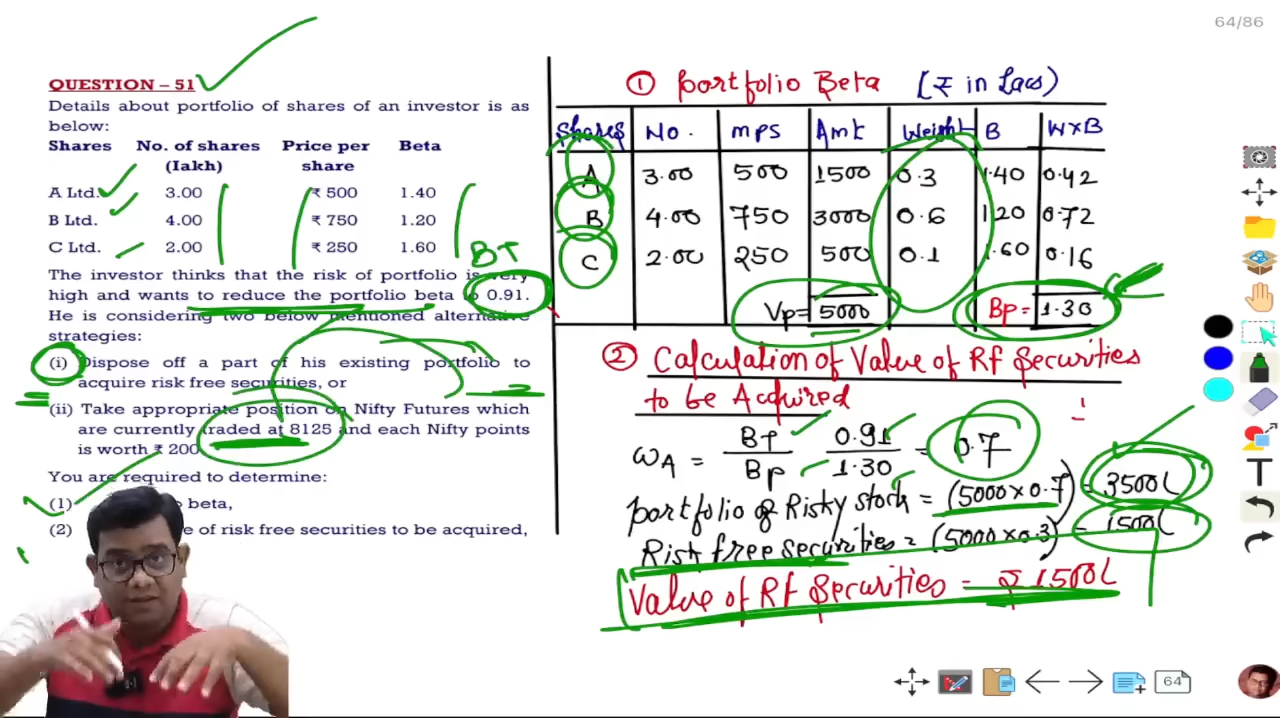 64/86
QUESTION – 51
Details about portfolio of shares of an investor is as
below:
Shares No. of shares Price per Beta
(lakh) share
A Ltd. 3.00 ₹ 500 1.40
B Ltd. 4.00 ₹ 750 1.20
C Ltd. 2.00 ₹ 250 1.60
BT
The investor thinks that the risk of portfolio is very
high and wants to reduce the portfolio beta to 0.91.
He is considering two below mentioned alternative
strategies:
(i) Dispose off a part of his existing portfolio to
acquire risk free securities, or
(ii) Take appropriate position on Nifty Futures which
are currently traded at 8125 and each Nifty points
is worth ₹ 200
You are required to determine:
(1) beta,
(2) e of risk free securities to be acquired,
① Portfolio Beta (₹ in Lacs)
Shares No. mps Amt Weight B WxB
A 3.00 500 1500 0.3 1.40 0.42
B 4.00 750 3000 0.6 1.20 0.72
C 2.00 250 500 0.1 1.60 0.16
Vp = 5000 Bp = 1.30
② Calculation of Value of Rf Securities
to be Acquired
WA = BT/Bp = 0.91/1.30 = 0.7
Portfolio of Risky stock = (5000 x 0.7) = 3500L
Risk free securities = (5000 x 0.3) = 1500L
Value of Rf Securities = ₹ 1500L
T
64